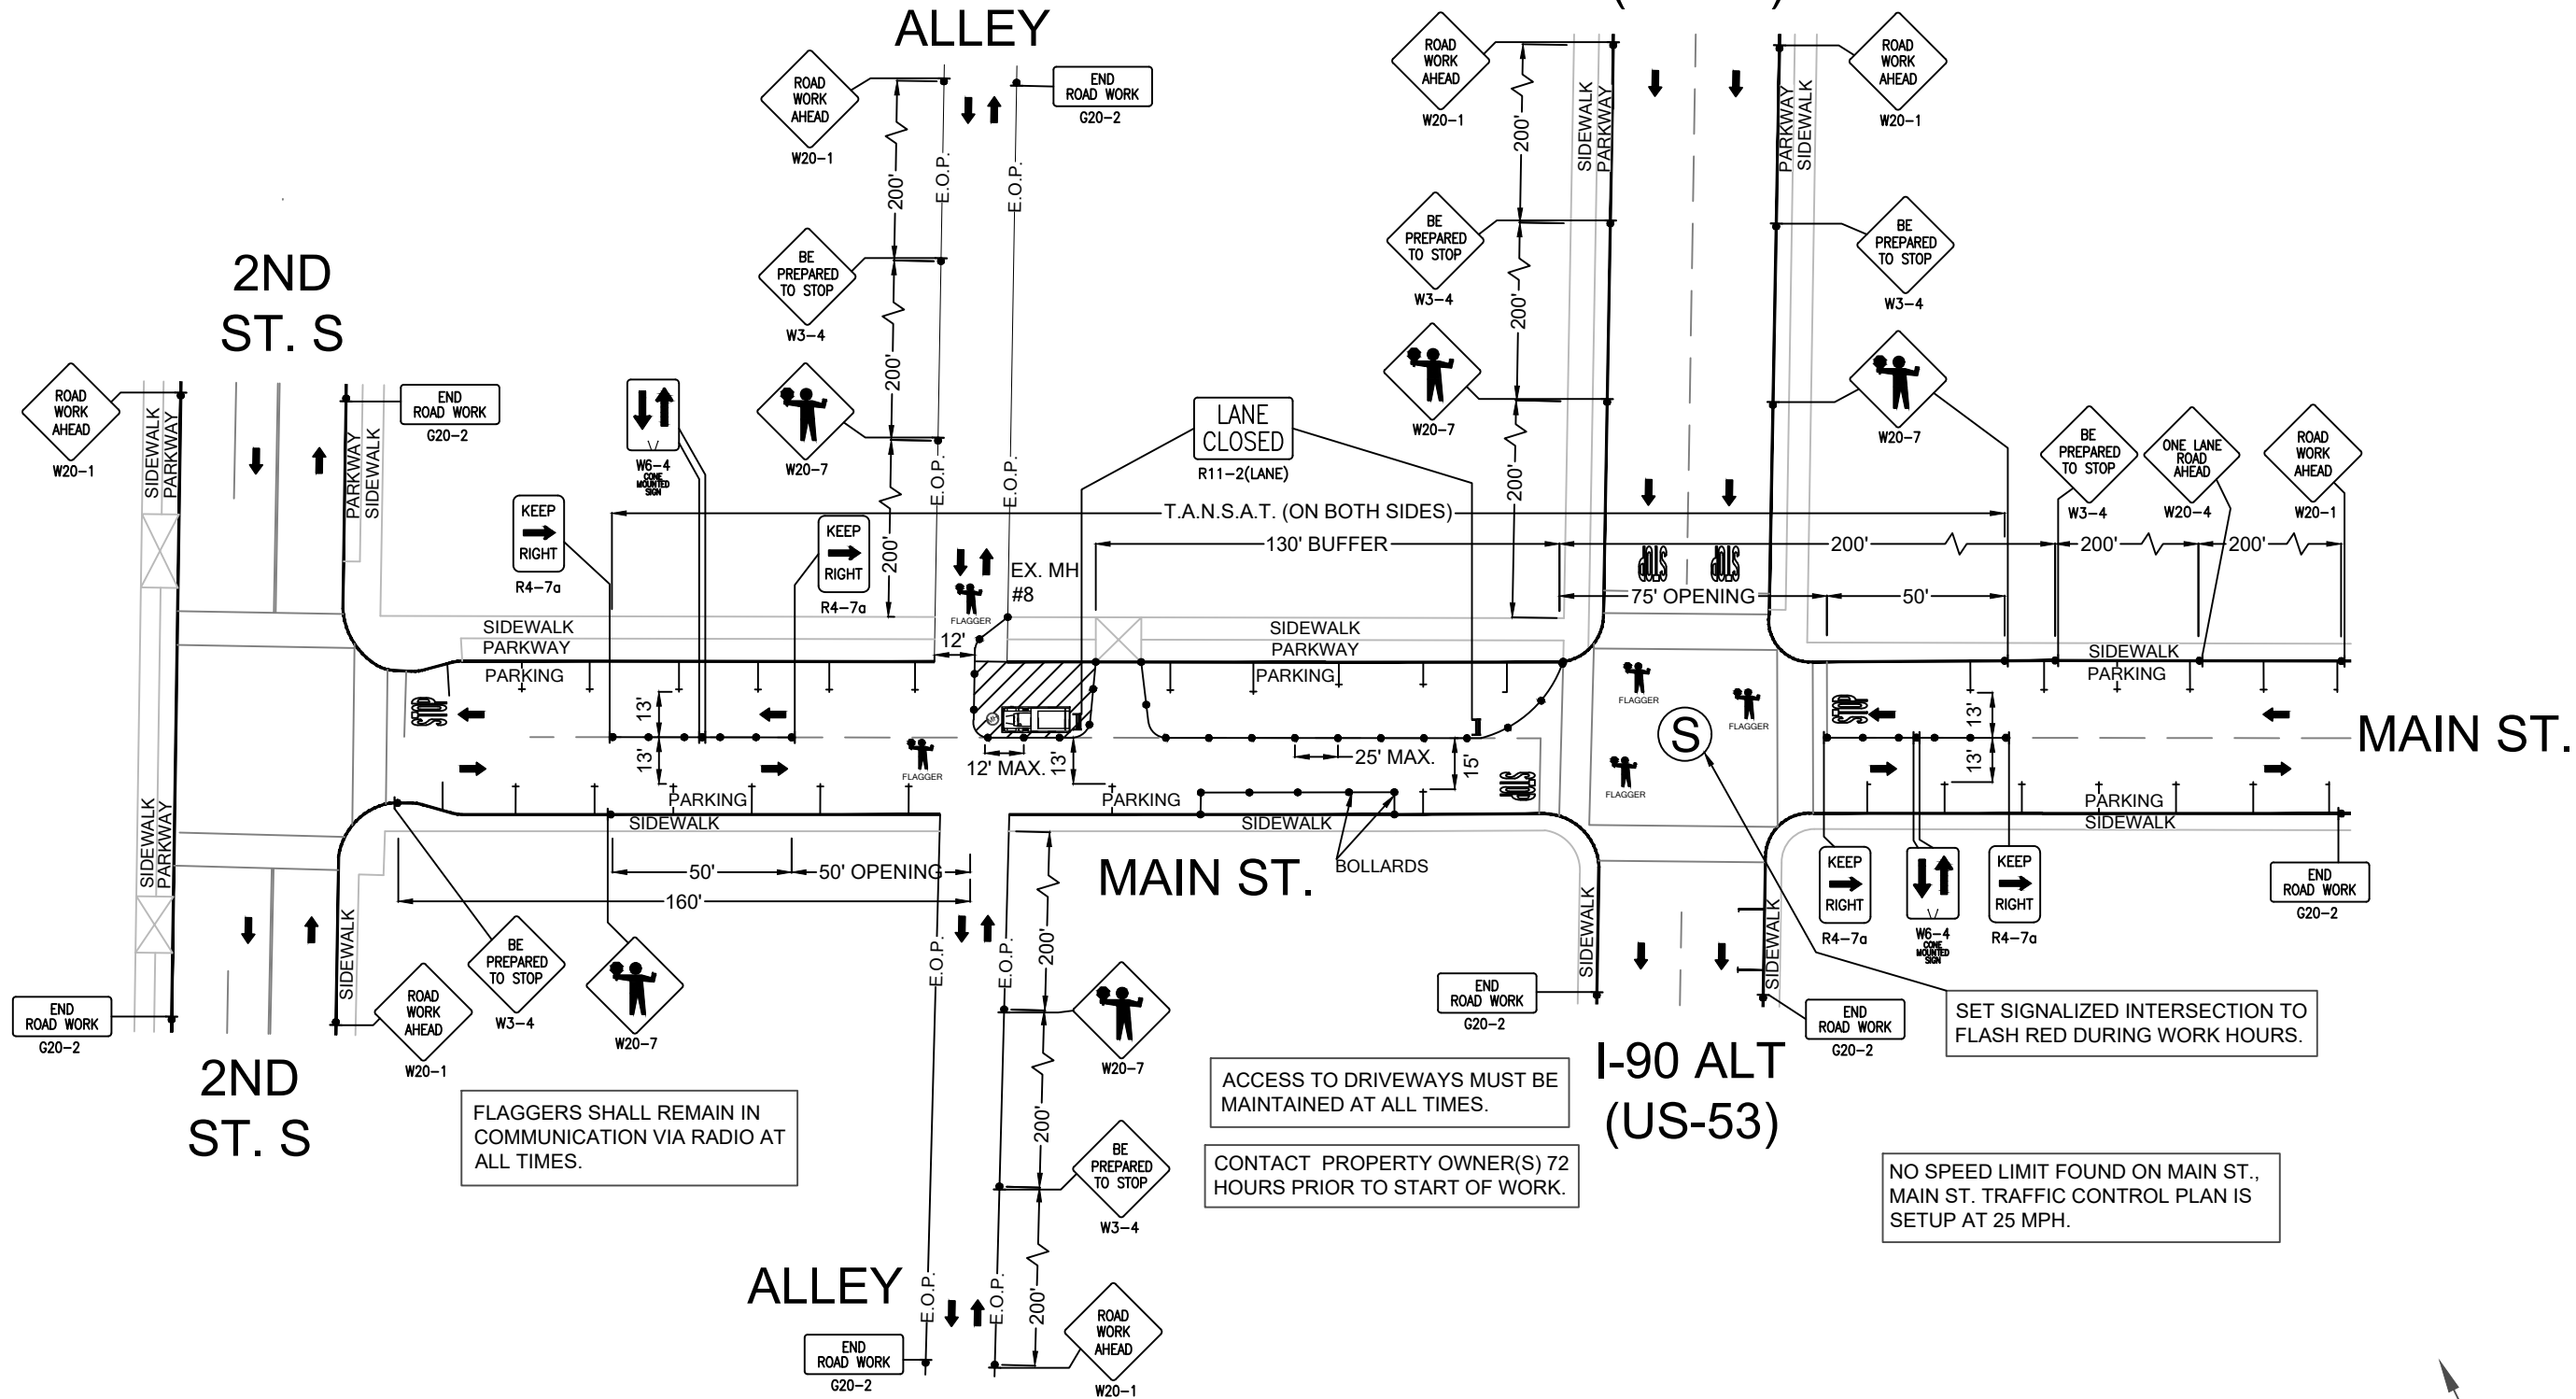 ALLEY
ROAD
WORK
AHEAD
W20-1
END
ROAD WORK
G20-2
ROAD
WORK
AHEAD
W20-1
ROAD
WORK
AHEAD
W20-1
200'
E.O.P.
E.O.P.
200'
SIDEWALK
PARKWAY
PARKWAY
SIDEWALK
BE
PREPARED
TO STOP
W3-4
BE
PREPARED
TO STOP
W3-4
BE
PREPARED
TO STOP
W3-4
2ND
ST. S
200'
200'
ROAD
WORK
AHEAD
W20-1
SIDEWALK
PARKWAY
PARKWAY
SIDEWALK
END
ROAD WORK
G20-2
W6-4
CONE
MOUNTED
SIGN
W20-7
LANE
CLOSED
R11-2(LANE)
W20-7
W20-7
BE
PREPARED
TO STOP
W3-4
ONE LANE
ROAD
AHEAD
W20-4
ROAD
WORK
AHEAD
W20-1
KEEP
RIGHT
R4-7a
KEEP
RIGHT
R4-7a
200'
E.O.P.
E.O.P.
200'
T.A.N.S.A.T. (ON BOTH SIDES)
130' BUFFER
200'
200'
200'
STOP
STOP
EX. MH
#8
FLAGGER
75' OPENING
50'
SIDEWALK
PARKWAY
PARKING
12'
SIDEWALK
PARKWAY
PARKING
SIDEWALK
PARKING
FLAGGER
FLAGGER
FLAGGER
S
STOP
13'
13'
FLAGGER
12' MAX.
13'
25' MAX.
15'
STOP
STOP
13'
13'
MAIN ST.
PARKING
SIDEWALK
PARKING
SIDEWALK
PARKING
SIDEWALK
SIDEWALK
PARKWAY
50'
50' OPENING
160'
MAIN ST.
BOLLARDS
KEEP
RIGHT
R4-7a
W6-4
CONE
MOUNTED
SIGN
KEEP
RIGHT
R4-7a
END
ROAD WORK
G20-2
SIDEWALK
BE
PREPARED
TO STOP
W3-4
W20-7
E.O.P.
E.O.P.
200'
SIDEWALK
SIDEWALK
END
ROAD WORK
G20-2
ROAD
WORK
AHEAD
W20-1
W20-7
END
ROAD WORK
G20-2
END
ROAD WORK
G20-2
SET SIGNALIZED INTERSECTION TO
FLASH RED DURING WORK HOURS.
2ND
ST. S
FLAGGERS SHALL REMAIN IN
COMMUNICATION VIA RADIO AT
ALL TIMES.
200'
ACCESS TO DRIVEWAYS MUST BE
MAINTAINED AT ALL TIMES.
I-90 ALT
(US-53)
BE
PREPARED
TO STOP
W3-4
CONTACT PROPERTY OWNER(S) 72
HOURS PRIOR TO START OF WORK.
NO SPEED LIMIT FOUND ON MAIN ST.,
MAIN ST. TRAFFIC CONTROL PLAN IS
SETUP AT 25 MPH.
ALLEY
E.O.P.
E.O.P.
200'
ROAD
WORK
AHEAD
W20-1
END
ROAD WORK
G20-2